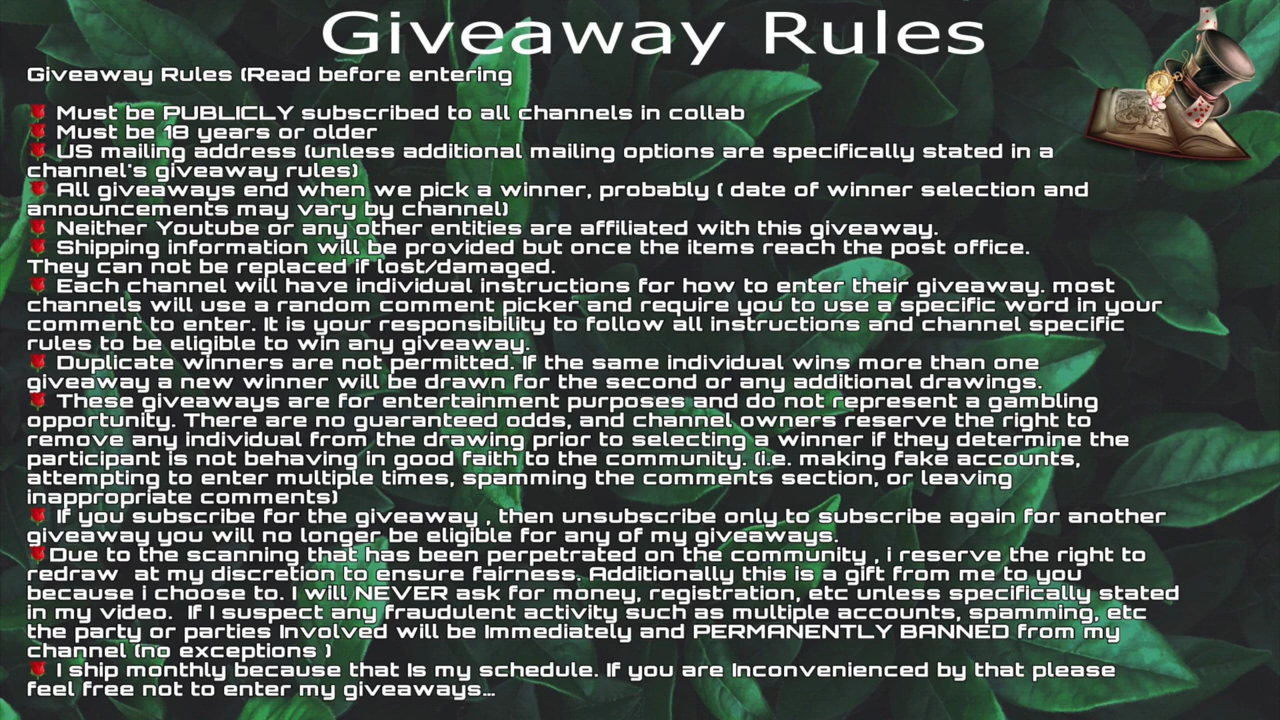 Giveaway Rules
Giveaway Rules (Read before entering
🌹 Must be PUBLICLY subscribed to all channels in collab
🌹 Must be 18 years or older
🌹 US mailing address (unless additional mailing options are specifically stated in a
channel's giveaway rules)
🌹 All giveaways end when we pick a winner, probably ( date of winner selection and
announcements may vary by channel)
🌹 Neither Youtube or any other entities are affiliated with this giveaway.
🌹 Shipping information will be provided but once the items reach the post office.
They can not be replaced if lost/damaged.
🌹 Each channel will have individual instructions for how to enter their giveaway. most
channels will use a random comment picker and require you to use a specific word in your
comment to enter. It is your responsibility to follow all instructions and channel specific
rules to be eligible to win any giveaway.
🌹 Duplicate winners are not permitted. If the same individual wins more than one
giveaway a new winner will be drawn for the second or any additional drawings.
🌹 These giveaways are for entertainment purposes and do not represent a gambling
opportunity. There are no guaranteed odds, and channel owners reserve the right to
remove any individual from the drawing prior to selecting a winner if they determine the
participant is not behaving in good faith to the community. (i.e. making fake accounts,
attempting to enter multiple times, spamming the comments section, or leaving
inappropriate comments)
🌹 If you subscribe for the giveaway , then unsubscribe only to subscribe again for another
giveaway you will no longer be eligible for any of my giveaways.
🌹Due to the scanning that has been perpetrated on the community , i reserve the right to
redraw  at my discretion to ensure fairness. Additionally this is a gift from me to you
because i choose to. I will NEVER ask for money, registration, etc unless specifically stated
in my video.  If I suspect any fraudulent activity such as multiple accounts, spamming, etc
the party or parties Involved will be Immediately and PERMANENTLY BANNED from my
channel (no exceptions )
🌹 I ship monthly because that Is my schedule. If you are Inconvenienced by that please
feel free not to enter my giveaways...